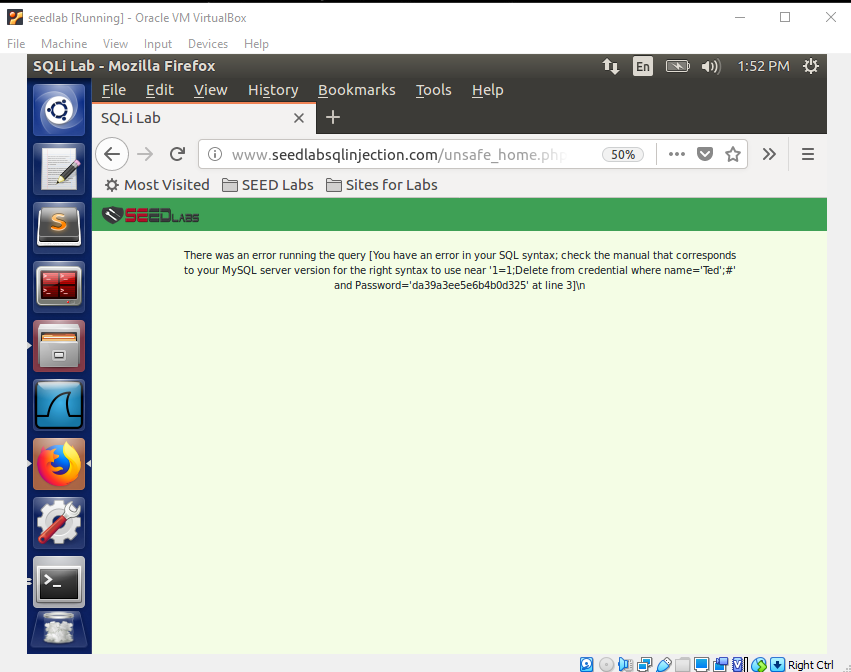 seedlab [Running] - Oracle VM VirtualBox
File Machine View Input Devices Help
SQLi Lab - Mozilla Firefox En 1:52 PM
File Edit View History Bookmarks Tools Help
SQLi Lab
www.seedlabsqlinjection.com/unsafe_home.php 50%
Most Visited SEED Labs Sites for Labs
SEEDLABS
There was an error running the query [You have an error in your SQL syntax; check the manual that corresponds
to your MySQL server version for the right syntax to use near '1=1;Delete from credential where name='Ted';#'
and Password='da39a3ee5e6b4b0d325' at line 3]\n
Right Ctrl